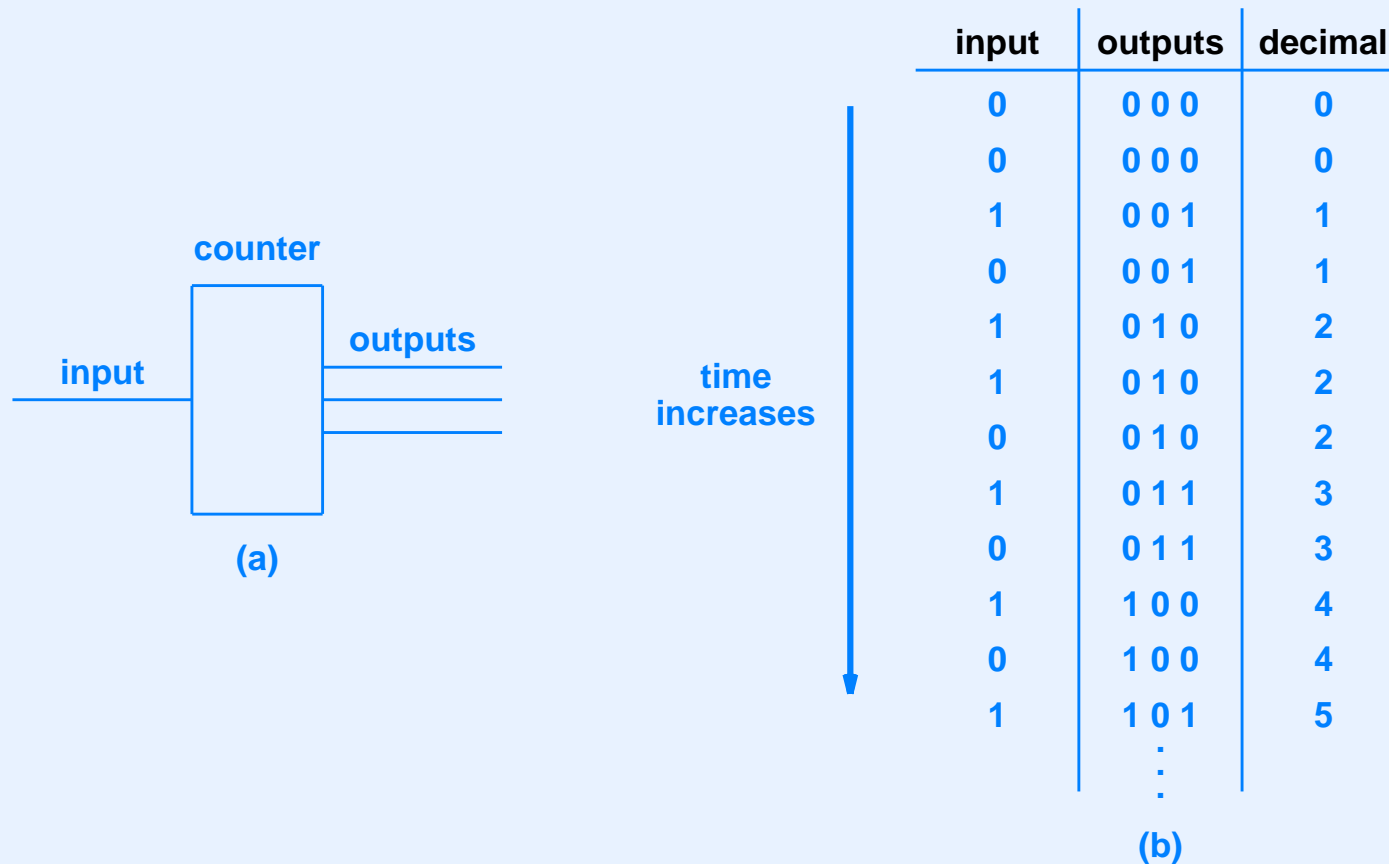 counter
input
outputs
(a)
time
increases
input outputs decimal
0 0 0 0 0
0 0 0 0 0
1 0 0 1 1
0 0 0 1 1
1 0 1 0 2
1 0 1 0 2
0 0 1 0 2
1 0 1 1 3
0 0 1 1 3
1 1 0 0 4
0 1 0 0 4
1 1 0 1 5
.
.
.
(b)